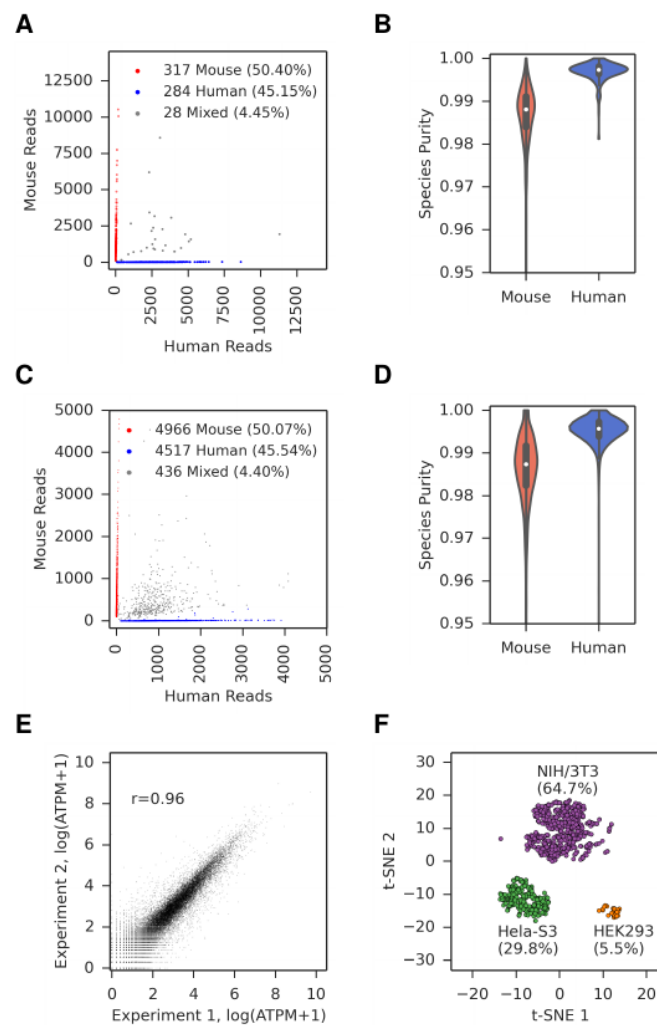 A
317 Mouse (50.40%)
284 Human (45.15%)
28 Mixed (4.45%)
12500
10000
7500
5000
2500
0
Mouse Reads
0
2500
5000
7500
10000
12500
Human Reads
B
1.00
0.99
0.98
0.97
0.96
0.95
Species Purity
Mouse
Human
C
4966 Mouse (50.07%)
4517 Human (45.54%)
436 Mixed (4.40%)
5000
4000
3000
2000
1000
0
Mouse Reads
0
1000
2000
3000
4000
5000
Human Reads
D
1.00
0.99
0.98
0.97
0.96
0.95
Species Purity
Mouse
Human
E
r=0.96
10
8
6
4
2
0
Experiment 2, log(ATPM+1)
0
2
4
6
8
10
Experiment 1, log(ATPM+1)
F
NIH/3T3
(64.7%)
Hela-S3
(29.8%)
HEK293
(5.5%)
30
20
10
0
−10
−20
−30
t-SNE 2
−20
−10
0
10
20
t-SNE 1